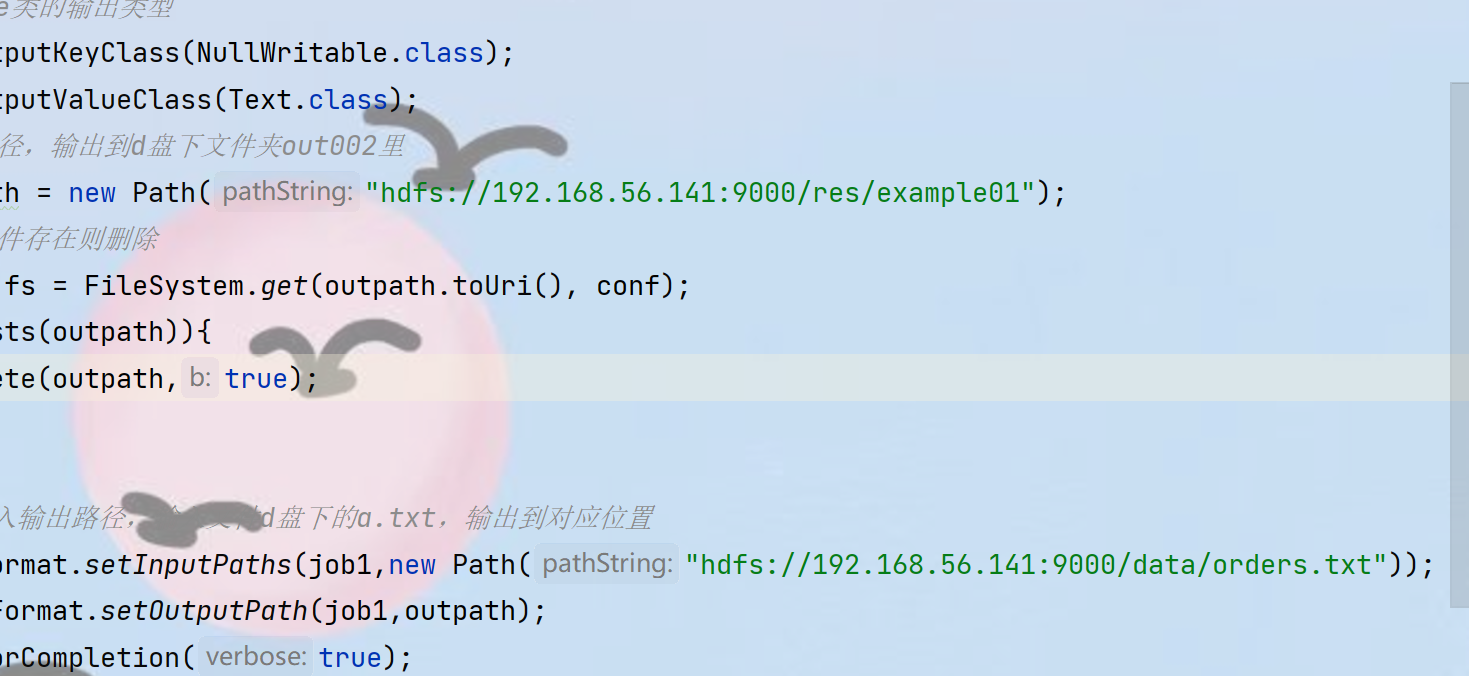 类的输出类型
putKeyClass(NullWritable.class);
putValueClass(Text.class);
径，输出到d盘下文件夹out002里
= new Path( pathString: "hdfs://192.168.56.141:9000/res/example01");
件存在则删除
fs = FileSystem.get(outpath.toUri(), conf);
sts(outpath)){
ete(outpath, b: true);
入输出路径，d盘下的a.txt，输出到对应位置
ormat.setInputPaths(job1,new Path( pathString: "hdfs://192.168.56.141:9000/data/orders.txt"));
Format.setOutputPath(job1,outpath);
orCompletion( verbose: true);